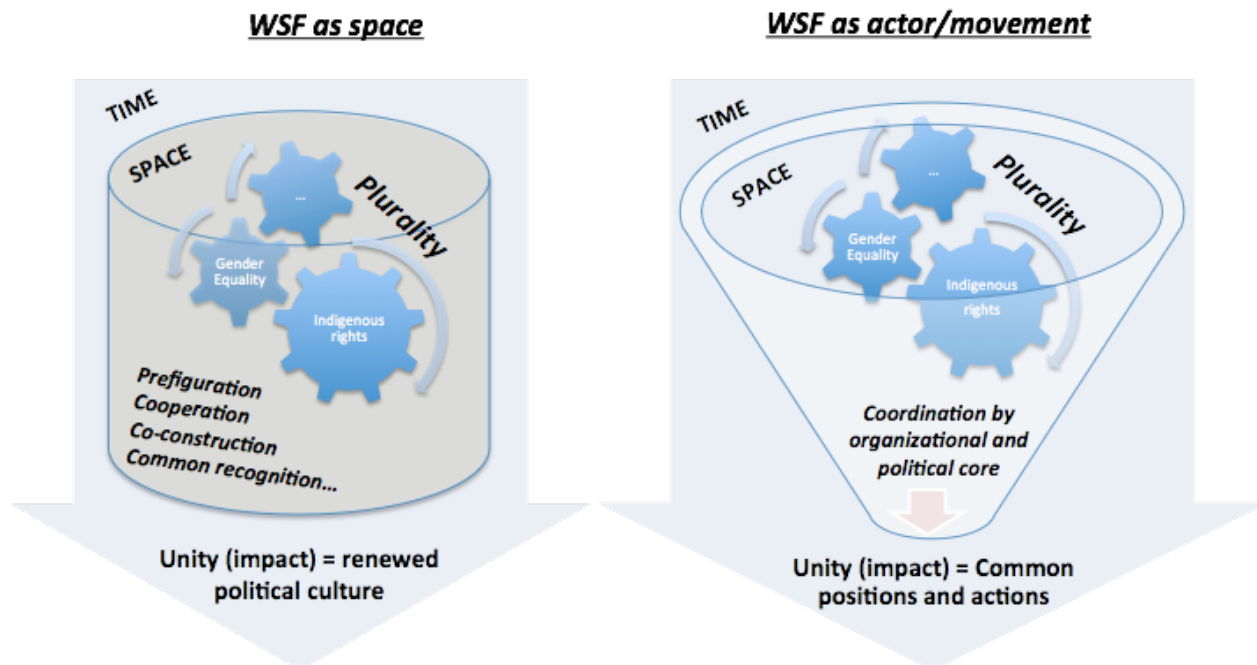 WSF as space
TIME
SPACE
...
Plurality
Gender
Equality
Indigenous
rights
Prefiguration
Cooperation
Co-construction
Common recognition...
Unity (impact) = renewed
political culture
WSF as actor/movement
TIME
SPACE
...
Plurality
Gender
Equality
Indigenous
rights
Coordination by
organizational and
political core
Unity (impact) = Common
positions and actions